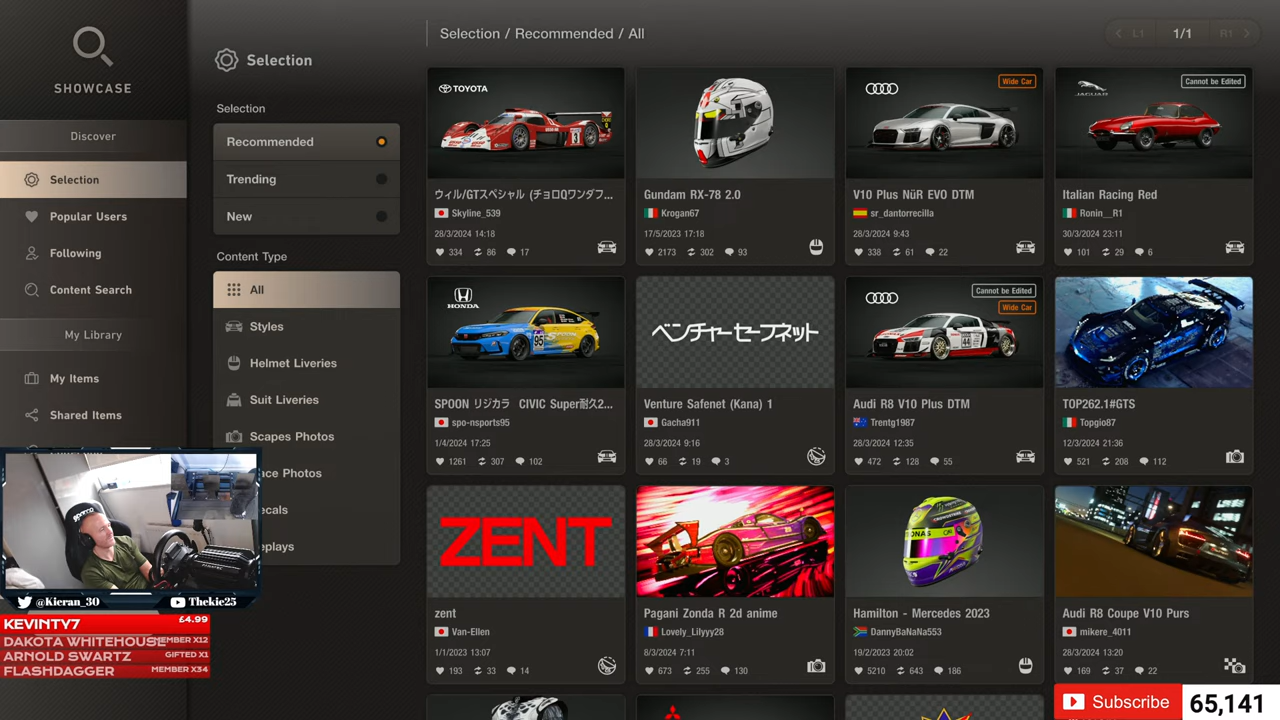 SHOWCASE
Discover
Selection
Popular Users
Following
Content Search
My Library
My Items
Shared Items
Selection
Selection
Recommended
Trending
New
Content Type
All
Styles
Helmet Liveries
Suit Liveries
Scapes Photos
ce Photos
ecals
eplays
Selection / Recommended / All
L1
1/1
R1
TOYOTA
ウィル/GTスペシャル (チョロQワンダフ...
Skyline_539
28/3/2024 14:18
334 86 17
Gundam RX-78 2.0
Krogan67
17/5/2023 17:18
2173 302 93
Wide Car
V10 Plus NüR EVO DTM
sr_dantorrecilla
28/3/2024 9:43
338 61 22
JAGUAR
Cannot be Edited
Italian Racing Red
Ronin__R1
30/3/2024 23:11
101 29 6
HONDA
95
SPOON リジカラ CIVIC Super耐久2...
spo-nsports95
1/4/2024 17:25
1261 307 102
ベンチャーセーフネット
Venture Safenet (Kana) 1
Gacha911
28/3/2024 9:16
66 19 3
Cannot be Edited
Wide Car
44
Audi R8 V10 Plus DTM
Trentg1987
28/3/2024 12:35
472 128 55
TOP262.1#GTS
Topgio87
12/3/2024 21:36
521 208 112
ZENT
zent
Van-Ellen
1/1/2023 13:07
193 33 14
Pagani Zonda R 2d anime
Lovely_Lilyyy28
8/3/2024 7:11
673 255 130
ONAS
Hamilton - Mercedes 2023
DannyBaNaNa553
19/2/2023 20:02
5210 643 186
Audi R8 Coupe V10 Purs
mikere_4011
28/3/2024 13:20
169 37 22
@Kieran_30
Thekie25
KEVINTY7 £4.99
DAKOTA WHITEHOUSE MEMBER X12
ARNOLD SWARTZ GIFTED X1
FLASHDAGGER MEMBER X34
Subscribe
65,141